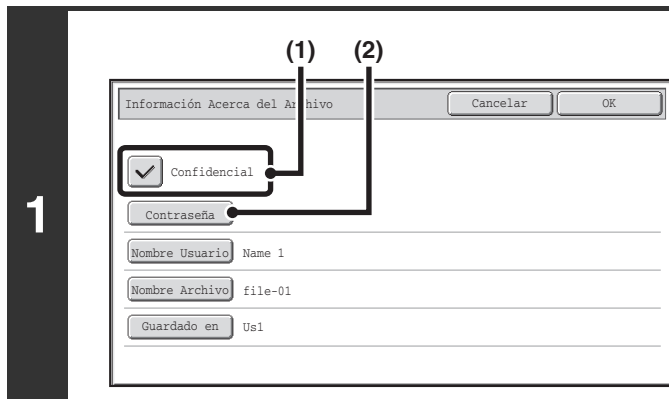 (1) (2)
Información Acerca del Archivo Cancelar OK
Confidencial
1
Contraseña
Nombre Usuario Name 1
Nombre Archivo file-01
Guardado en Us1